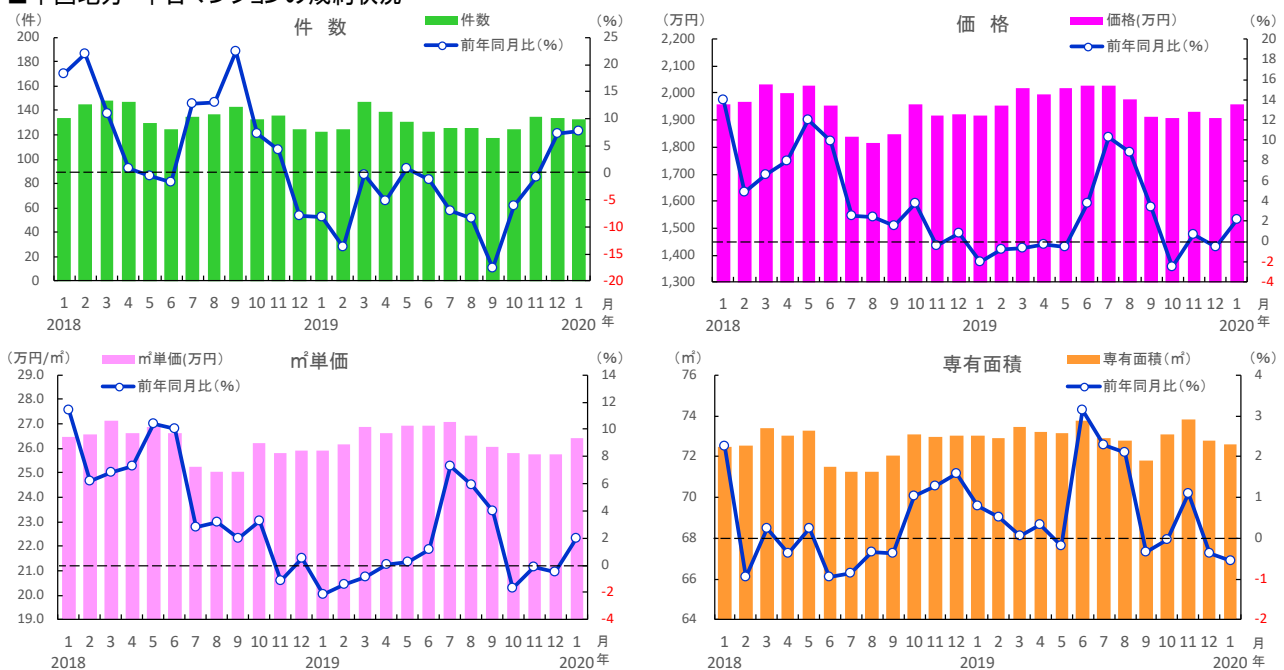 ■中国地方 中古マンションの成約状況
(件) 件 数 (%)
件数
前年同月比(%)
200 25
180 20
160 15
140 10
120 5
100 0
80 -5
60 -10
40 -15
20 -20
0
1 2 3 4 5 6 7 8 9 10 11 12 1 2 3 4 5 6 7 8 9 10 11 12 1 月
2018 2019 2020 年
(万円) 価 格 (%)
価格(万円)
前年同月比(%)
2,200 20
2,100 18
2,000 16
1,900 14
1,800 12
1,700 10
1,600 8
1,500 6
1,400 4
1,300 2
0
-2
-4
1 2 3 4 5 6 7 8 9 10 11 12 1 2 3 4 5 6 7 8 9 10 11 12 1 月
2018 2019 2020 年
(万円/㎡) ㎡単価 (%)
㎡単価(万円)
前年同月比(%)
29.0 14
28.0 12
27.0 10
26.0 8
25.0 6
24.0 4
23.0 2
22.0 0
21.0 -2
20.0 -4
19.0
1 2 3 4 5 6 7 8 9 10 11 12 1 2 3 4 5 6 7 8 9 10 11 12 1 月
2018 2019 2020 年
(㎡) 専有面積 (%)
専有面積(㎡)
前年同月比(%)
76 4
74 3
72 2
70 1
68 0
66 -1
64 -2
1 2 3 4 5 6 7 8 9 10 11 12 1 2 3 4 5 6 7 8 9 10 11 12 1 月
2018 2019 2020 年